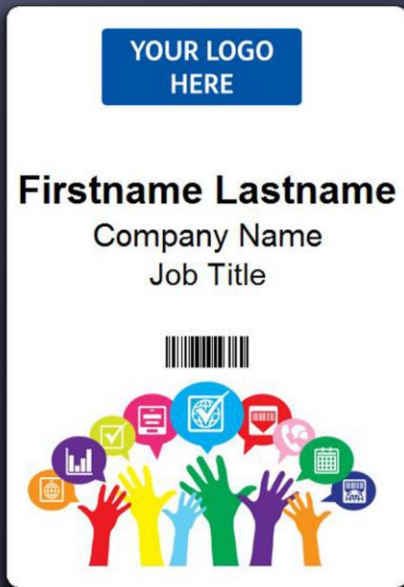 YOUR LOGO
HERE
Firstname Lastname
Company Name
Job Title